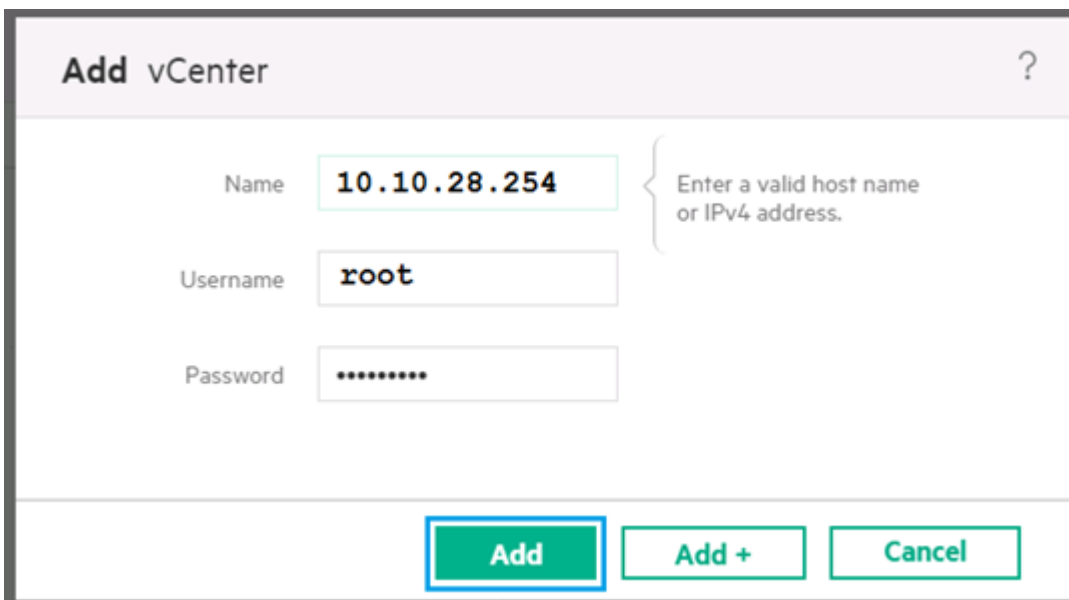 Add vCenter ?
Name 10.10.28.254
Enter a valid host name
or IPv4 address.
Username root
Password •••••••••
Add Add + Cancel